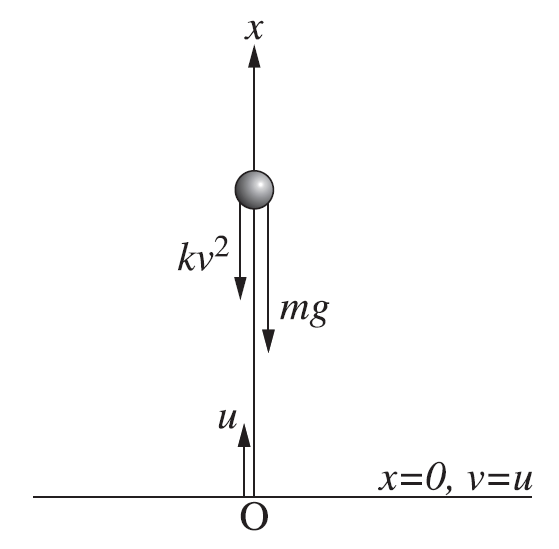 x
kv²
mg
u
x=0, v=u
O